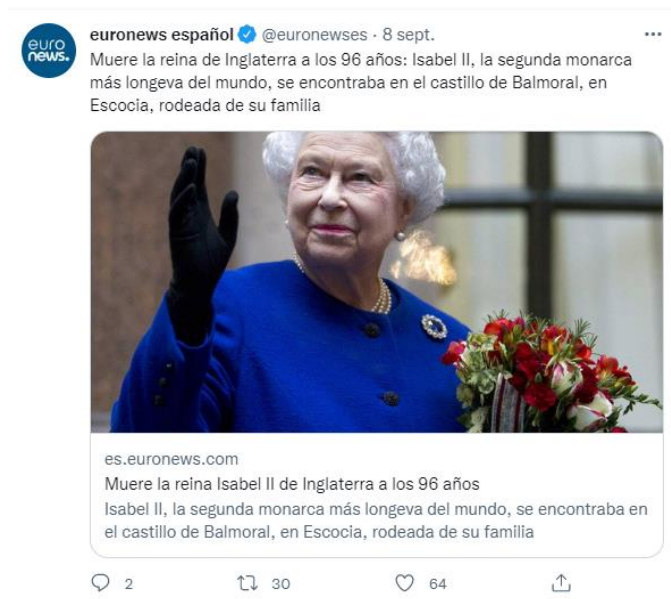 euro
news.
euronews español @euronewses · 8 sept.
Muere la reina de Inglaterra a los 96 años: Isabel II, la segunda monarca
más longeva del mundo, se encontraba en el castillo de Balmoral, en
Escocia, rodeada de su familia
es.euronews.com
Muere la reina Isabel II de Inglaterra a los 96 años
Isabel II, la segunda monarca más longeva del mundo, se encontraba en
el castillo de Balmoral, en Escocia, rodeada de su familia
2 30 64